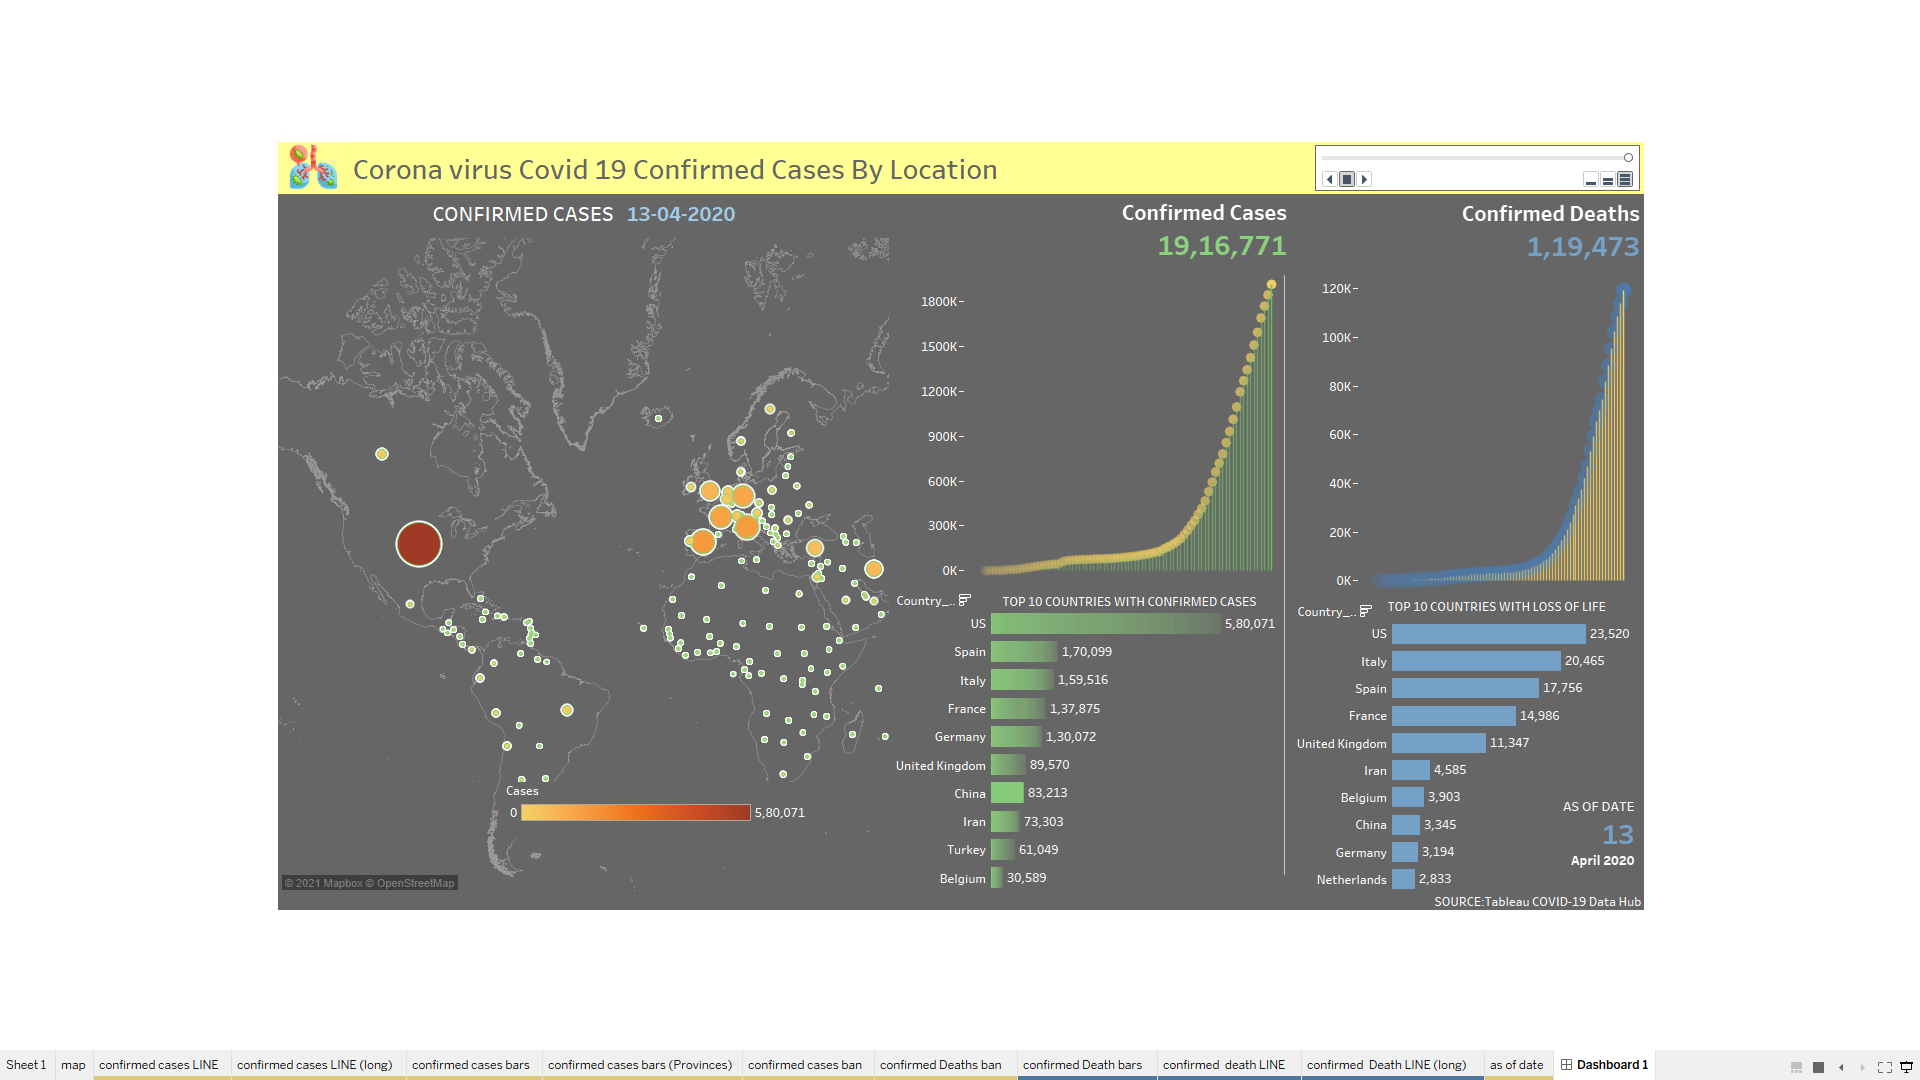 Corona virus Covid 19 Confirmed Cases By Location
CONFIRMED CASES 13-04-2020
Confirmed Cases
19,16,771
Confirmed Deaths
1,19,473
1800K
1500K
1200K
900K
600K
300K
0K
120K
100K
80K
60K
40K
20K
0K
Country_..
TOP 10 COUNTRIES WITH CONFIRMED CASES
US 5,80,071
Spain 1,70,099
Italy 1,59,516
France 1,37,875
Germany 1,30,072
United Kingdom 89,570
China 83,213
Iran 73,303
Turkey 61,049
Belgium 30,589
Country_..
TOP 10 COUNTRIES WITH LOSS OF LIFE
US 23,520
Italy 20,465
Spain 17,756
France 14,986
United Kingdom 11,347
Iran 4,585
Belgium 3,903
China 3,345
Germany 3,194
Netherlands 2,833
AS OF DATE
13
April 2020
Cases
0 5,80,071
© 2021 Mapbox © OpenStreetMap
SOURCE:Tableau COVID-19 Data Hub
Sheet 1 map confirmed cases LINE confirmed cases LINE (long) confirmed cases bars confirmed cases bars (Provinces) confirmed cases ban confirmed Deaths ban confirmed Death bars confirmed death LINE confirmed Death LINE (long) as of date Dashboard 1